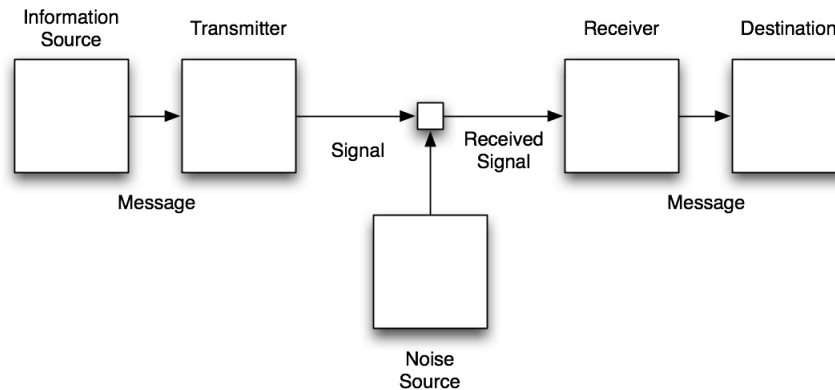 Information
Source
Transmitter
Receiver
Destination
Signal
Received
Signal
Message
Message
Noise
Source